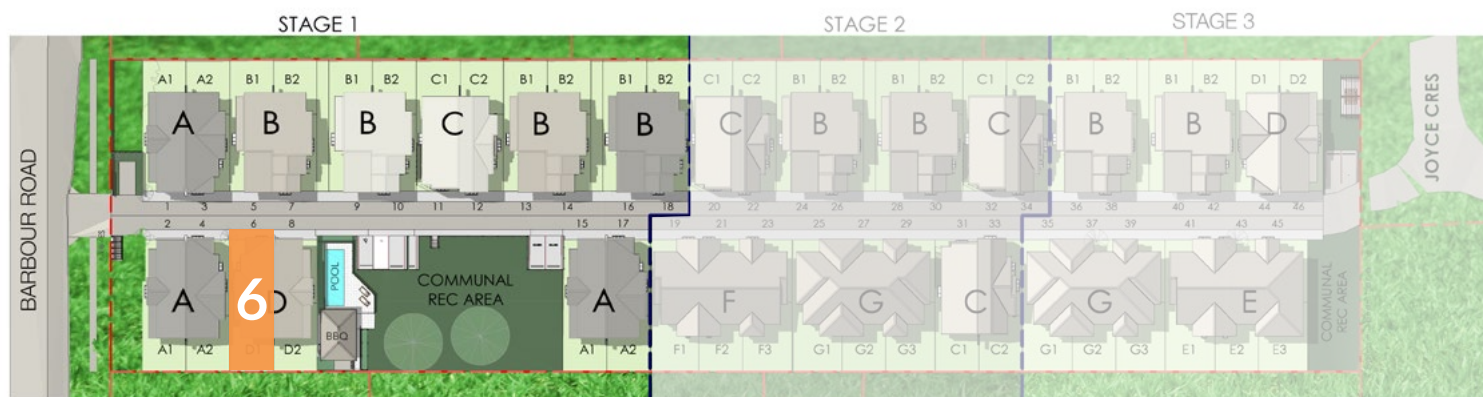 STAGE 1 STAGE 2 STAGE 3
A1 A2 B1 B2 B1 B2 C1 C2 B1 B2 B1 B2 C1 C2 B1 B2 B1 B2 C1 C2 B1 B2 B1 B2 D1 D2
A B B C B B C B B C B B D
BARBOUR ROAD
JOYCE CRES
1 3 5 7 9 10 11 12 13 14 16 18 20 22 24 26 28 30 32 34 36 38 40 42 44 46
2 4 6 8 15 17 19 21 23 25 27 29 31 33 35 37 39 41 43 45
POOL
COMMUNAL
REC AREA
A 6 D A F G C G E
BBQ
COMMUNAL
REC AREA
A1 A2 D1 D2 A1 A2 F1 F2 F3 G1 G2 G3 C1 C2 G1 G2 G3 E1 E2 E3